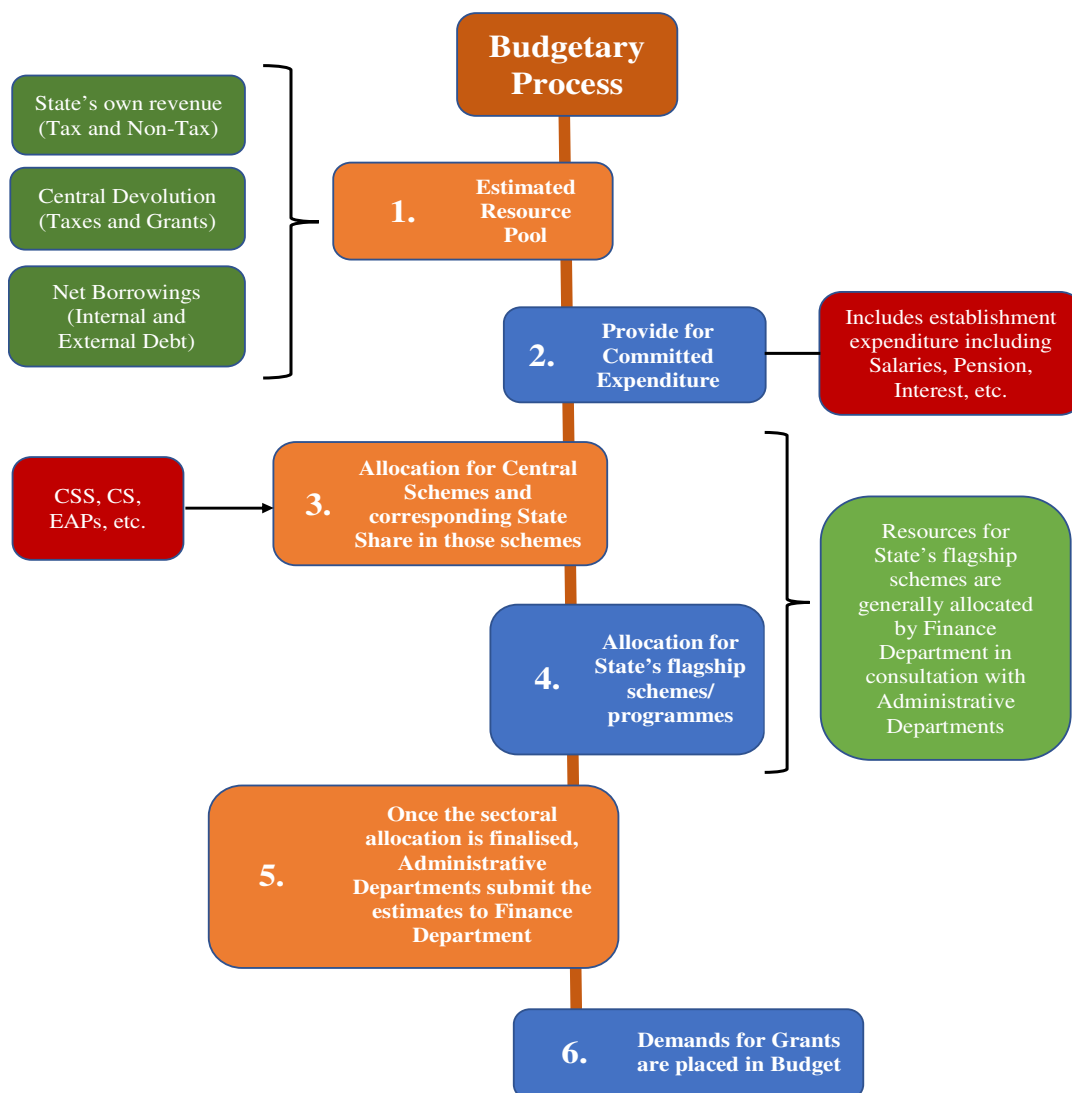 Budgetary
Process
State’s own revenue
(Tax and Non-Tax)
Central Devolution
(Taxes and Grants)
Net Borrowings
(Internal and
External Debt)
1.
Estimated
Resource
Pool
2.
Provide for
Committed
Expenditure
Includes establishment
expenditure including
Salaries, Pension,
Interest, etc.
CSS, CS,
EAPs, etc.
3.
Allocation for Central
Schemes and
corresponding State
Share in those schemes
4.
Allocation for
State’s flagship
schemes/
programmes
Resources for
State’s flagship
schemes are
generally allocated
by Finance
Department in
consultation with
Administrative
Departments
5.
Once the sectoral
allocation is finalised,
Administrative
Departments submit the
estimates to Finance
Department
6.
Demands for Grants
are placed in Budget